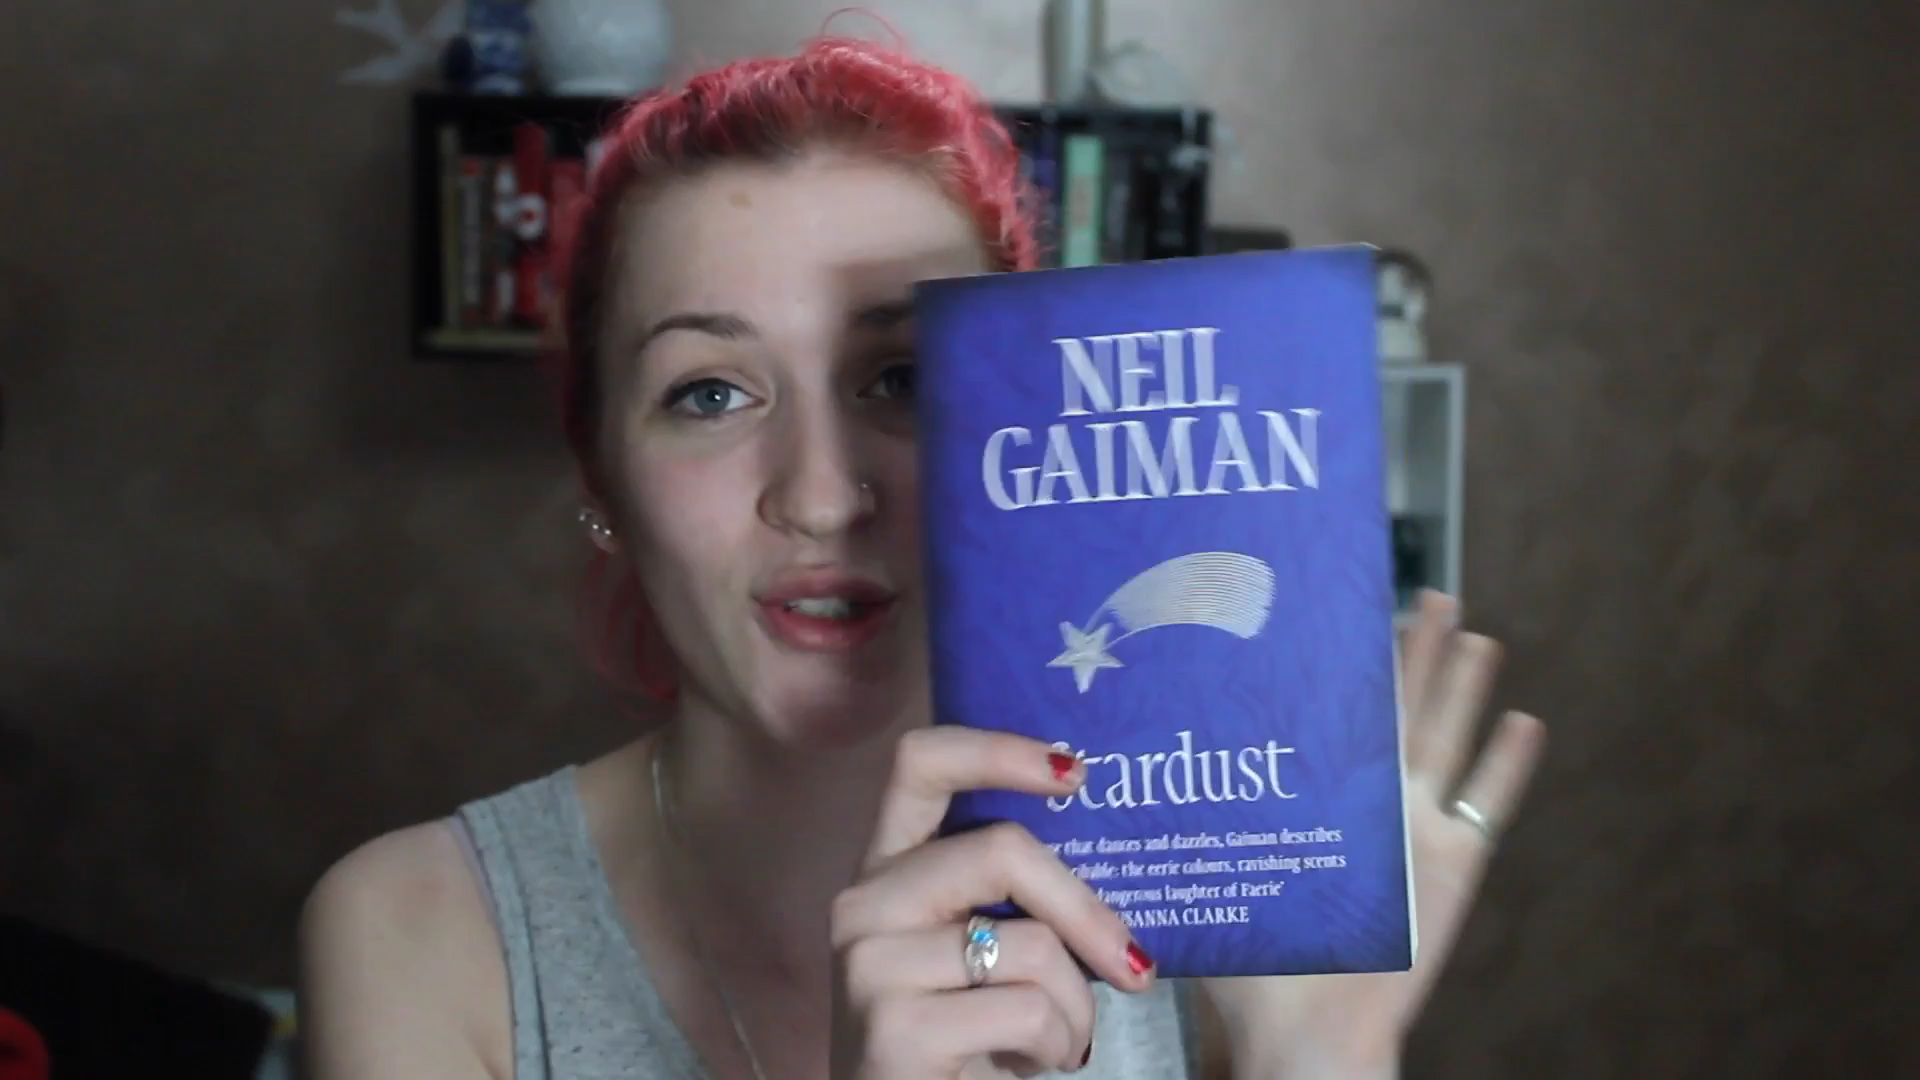 NEIL
GAIMAN
Stardust
that dances and dazzles, Gaiman describes
the eerie colours, ravishing scents
dangerous laughter of Faerie'
SANNA CLARKE